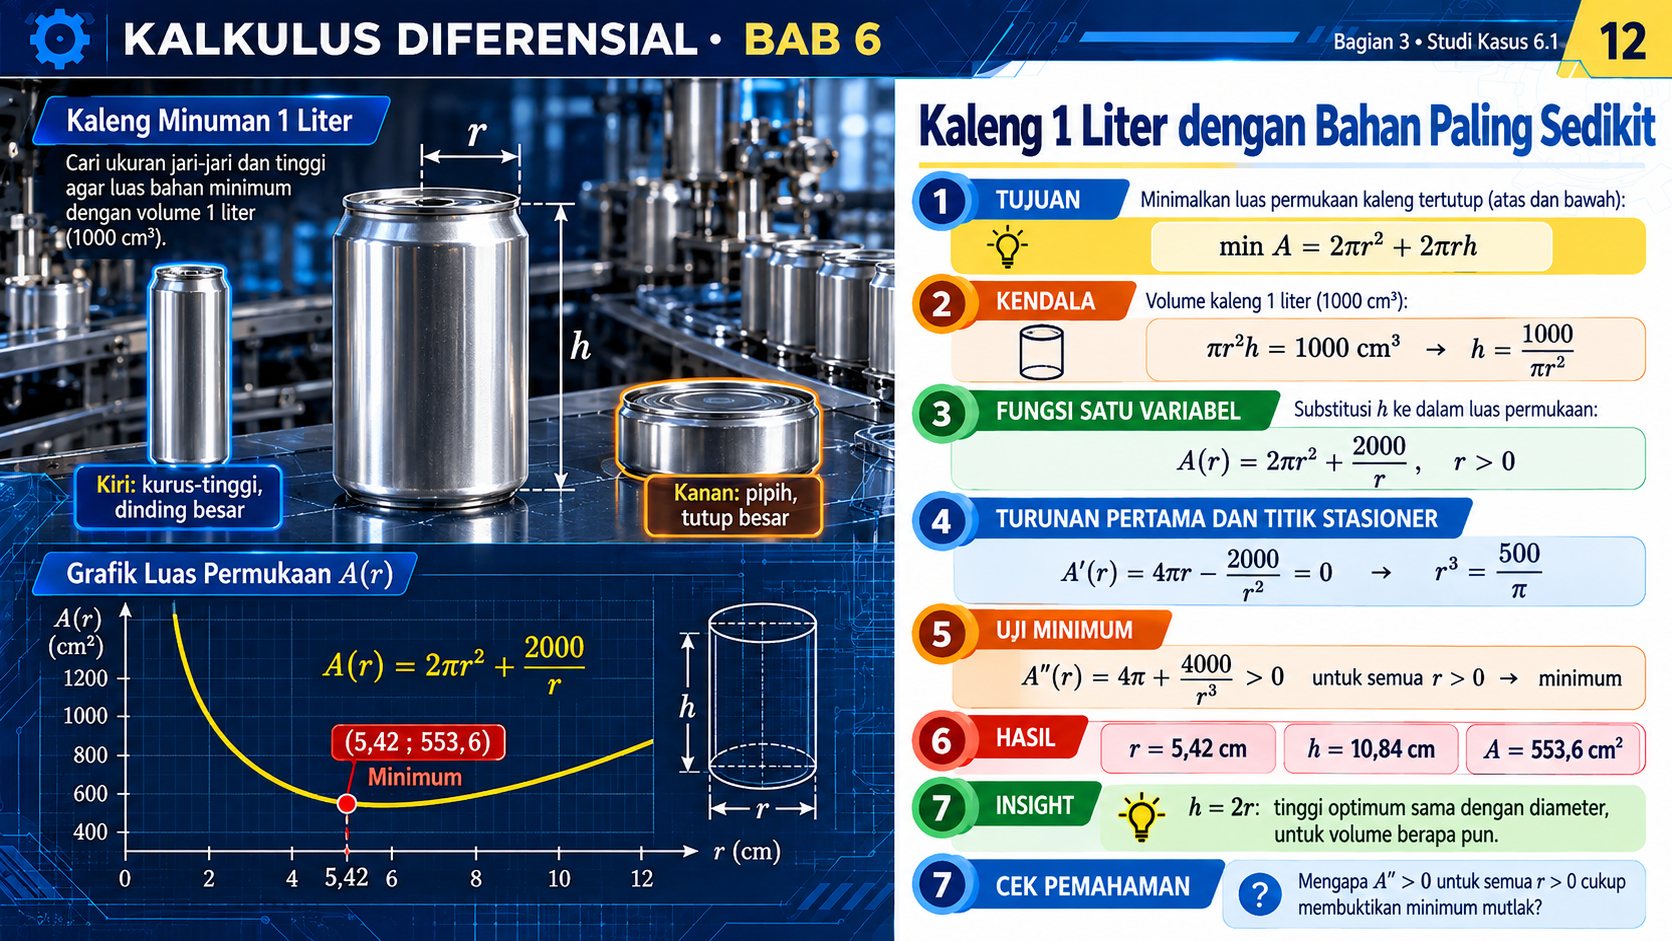 KALKULUS DIFERENSIAL • BAB 6
Bagian 3 • Studi Kasus 6.1
12
Kaleng Minuman 1 Liter
Cari ukuran jari-jari dan tinggi
agar luas bahan minimum
dengan volume 1 liter
(1000 cm³).
r
h
Kiri: kurus-tinggi,
dinding besar
Kanan: pipih,
tutup besar
Grafik Luas Permukaan A(r)
A(r)
(cm²)
1200
1000
800
600
400
0 2 4 5,42 6 8 10 12
r (cm)
A(r) = 2πr² + 2000/r
(5,42 ; 553,6)
Minimum
h
r
Kaleng 1 Liter dengan Bahan Paling Sedikit
1 TUJUAN Minimalkan luas permukaan kaleng tertutup (atas dan bawah):
min A = 2πr² + 2πrh
2 KENDALA Volume kaleng 1 liter (1000 cm³):
πr²h = 1000 cm³ → h = 1000/πr²
3 FUNGSI SATU VARIABEL Substitusi h ke dalam luas permukaan:
A(r) = 2πr² + 2000/r , r > 0
4 TURUNAN PERTAMA DAN TITIK STASIONER
A′(r) = 4πr − 2000/r² = 0 → r³ = 500/π
5 UJI MINIMUM
A″(r) = 4π + 4000/r³ > 0 untuk semua r > 0 → minimum
6 HASIL r = 5,42 cm h = 10,84 cm A = 553,6 cm²
7 INSIGHT h = 2r: tinggi optimum sama dengan diameter,
untuk volume berapa pun.
7 CEK PEMAHAMAN ? Mengapa A″ > 0 untuk semua r > 0 cukup
membuktikan minimum mutlak?